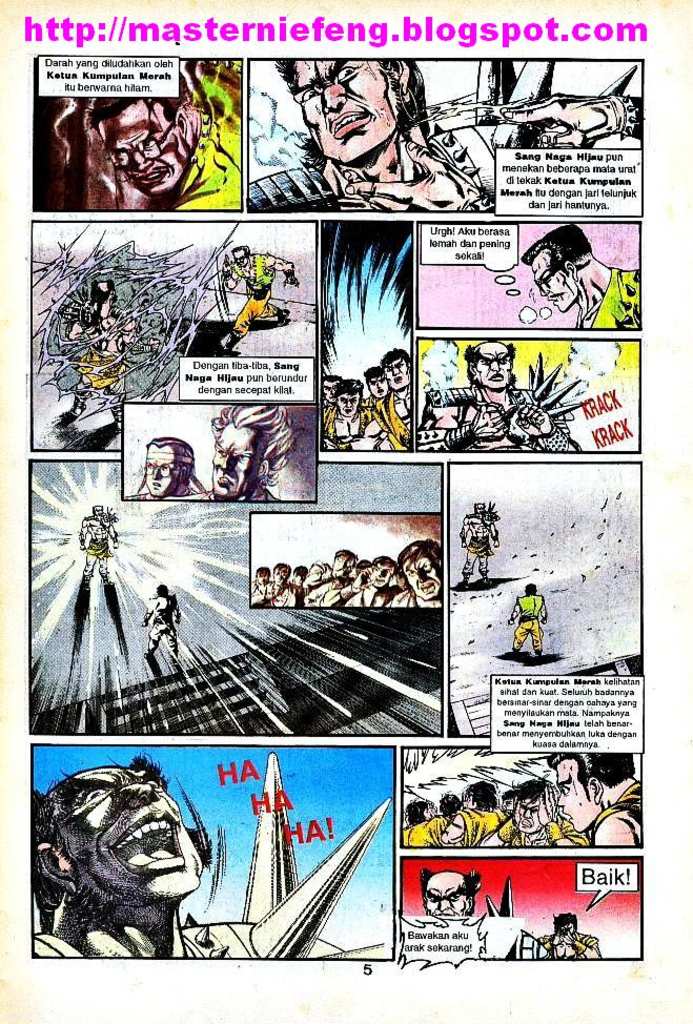 http://masterniefeng.blogspot.com
Darah yang diludahkan oleh
Ketua Kumpulan Merah
itu berwarna hitam.
Sang Naga Hijau pun
menekan beberapa mata urat
di tekak Ketua Kumpulan
Merah itu dengan jari telunjuk
dan jari hantunya.
Dengan tiba-tiba, Sang
Naga Hijau pun berundur
dengan secepat kilat.
Urgh! Aku berasa
lemah dan pening
sekali!
KRACK
KRACK
Ketua Kumpulan Merah kelihatan
sihat dan kuat. Seluruh badannya
bersinar-sinar dengan cahaya yang
menyilaukan mata. Nampaknya
Sang Naga Hijau telah benar-
benar menyembuhkan luka dengan
kuasa dalamnya.
HA
HA
HA!
Baik!
Bawakan aku
arak sekarang!
5